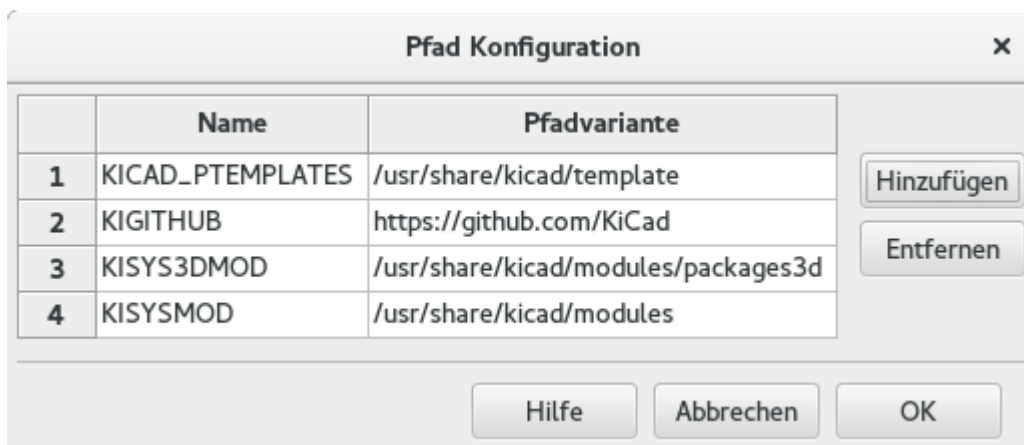 Pfad Konfiguration ×
Name Pfadvariante
1 KICAD_PTEMPLATES /usr/share/kicad/template
Hinzufügen
2 KIGITHUB https://github.com/KiCad
Entfernen
3 KISYS3DMOD /usr/share/kicad/modules/packages3d
4 KISYSMOD /usr/share/kicad/modules
Hilfe Abbrechen OK